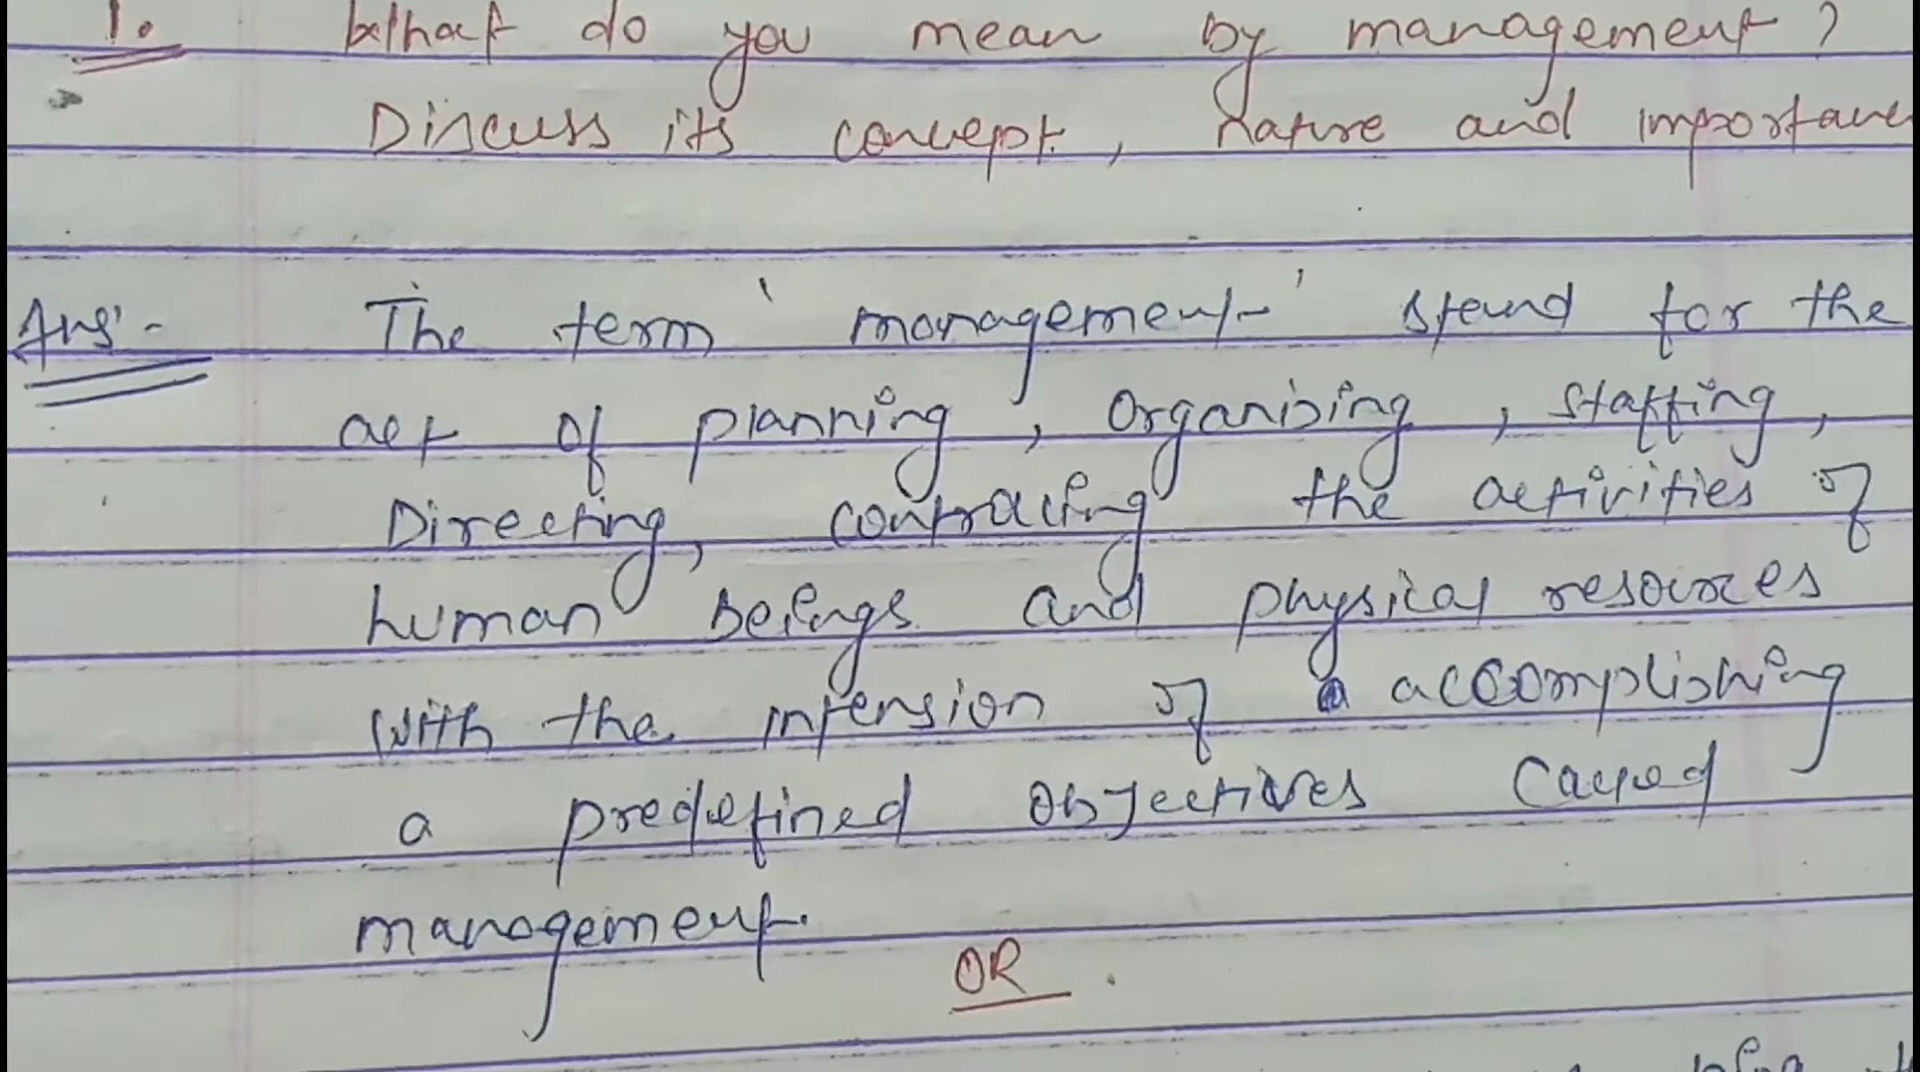 1. What do you mean by management?
Discuss its concept, nature and importance
Ans:- The term 'management' stand for the
act of planning, organising, staffing,
Directing, controlling the activities of
human beings and physical resources
with the intension of accomplishing
a predefined objectives called
management.
OR.